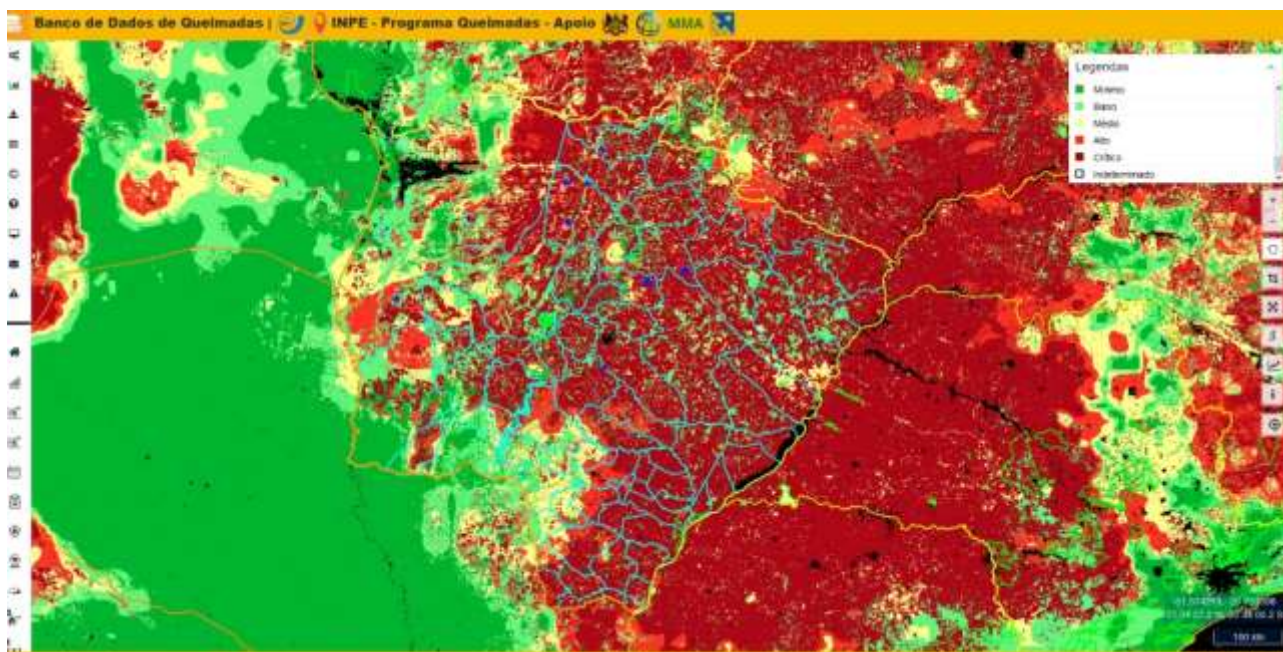 Banco de Dados de Queimadas | INPE - Programa Queimadas - Apoio MMA
Legendas
Mínimo
Baixo
Médio
Alto
Crítico
Indeterminado
100 km